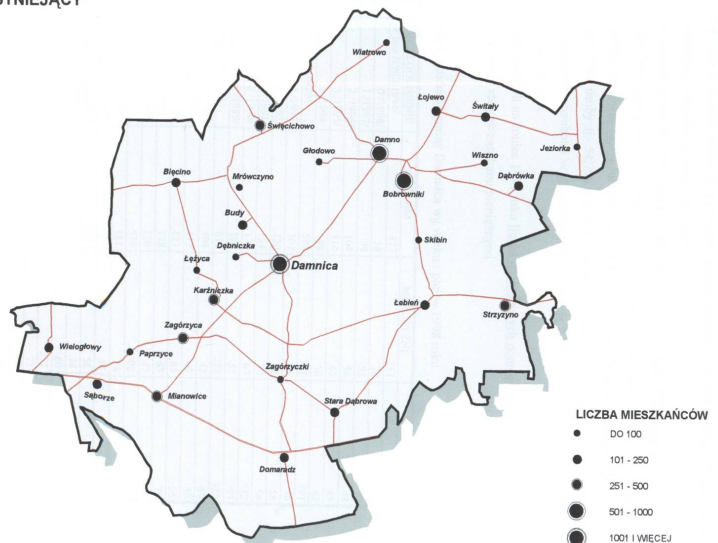 Wiatrowo
Łojewo
Świtały
Święcichowo
Damno
Głodowo
Wiszno
Jeziorka
Bięcino
Mrówczyno
Dąbrówka
Bobrowniki
Budy
Skibin
Dębniczka
Damnica
Łężyca
Karżniczka
Łebień
Strzyżyno
Zagórzyca
Wielogłowy
Paprzyce
Zagórzyczki
Sąborze
Mianowice
Stara Dąbrowa
Domaradz
LICZBA MIESZKAŃCÓW
DO 100
101 - 250
251 - 500
501 - 1000
1001 I WIĘCEJ